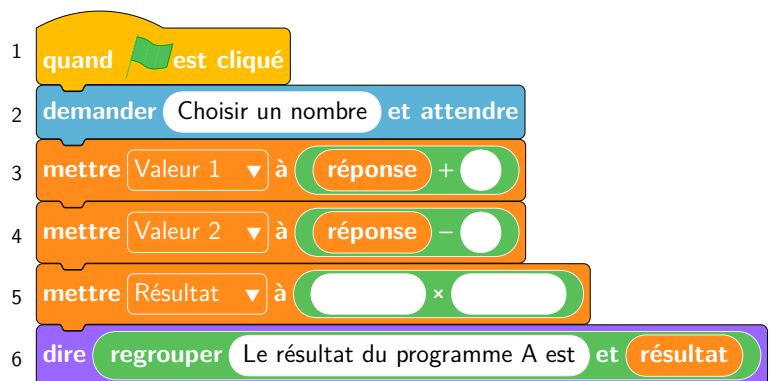 1 quand est cliqué
2 demander Choisir un nombre et attendre
3 mettre Valeur 1 ▼ à réponse +
4 mettre Valeur 2 ▼ à réponse −
5 mettre Résultat ▼ à ×
6 dire regrouper Le résultat du programme A est et résultat